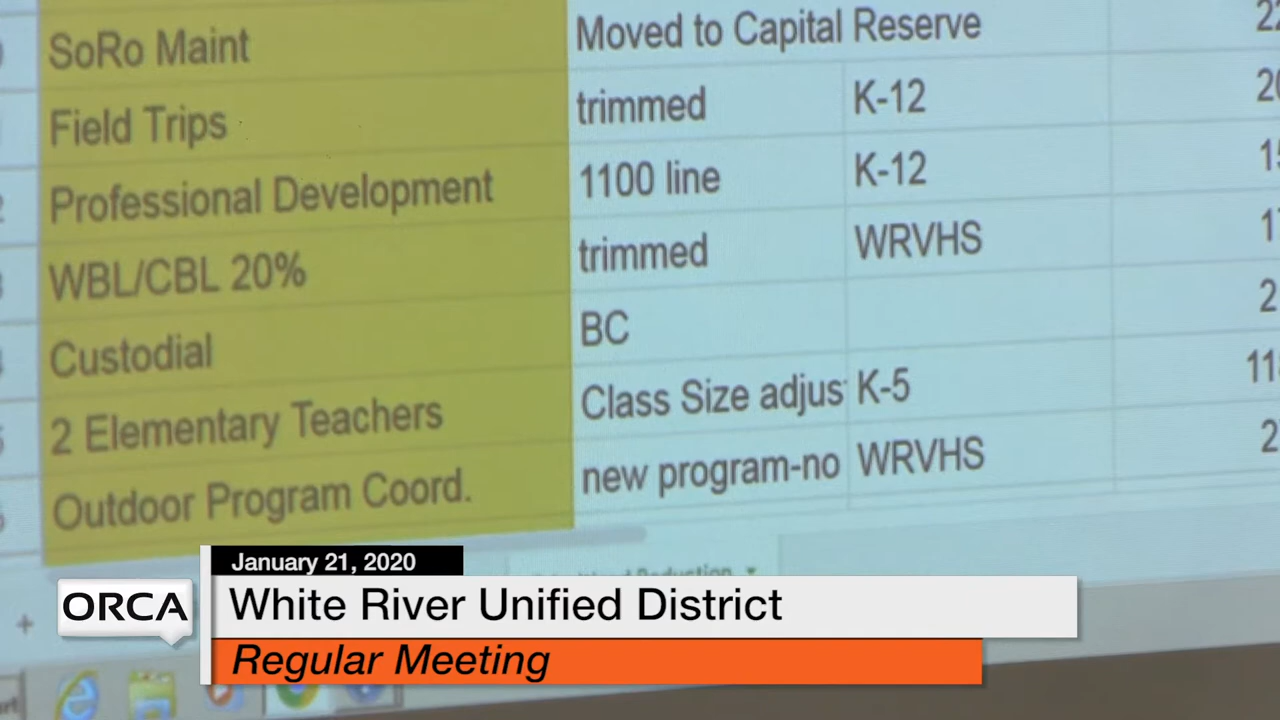 SoRo Maint Moved to Capital Reserve
Field Trips trimmed K-12
Professional Development 1100 line K-12
WBL/CBL 20% trimmed WRVHS
Custodial BC
2 Elementary Teachers Class Size adjus K-5
Outdoor Program Coord. new program-no WRVHS
January 21, 2020
ORCA
White River Unified District
Regular Meeting